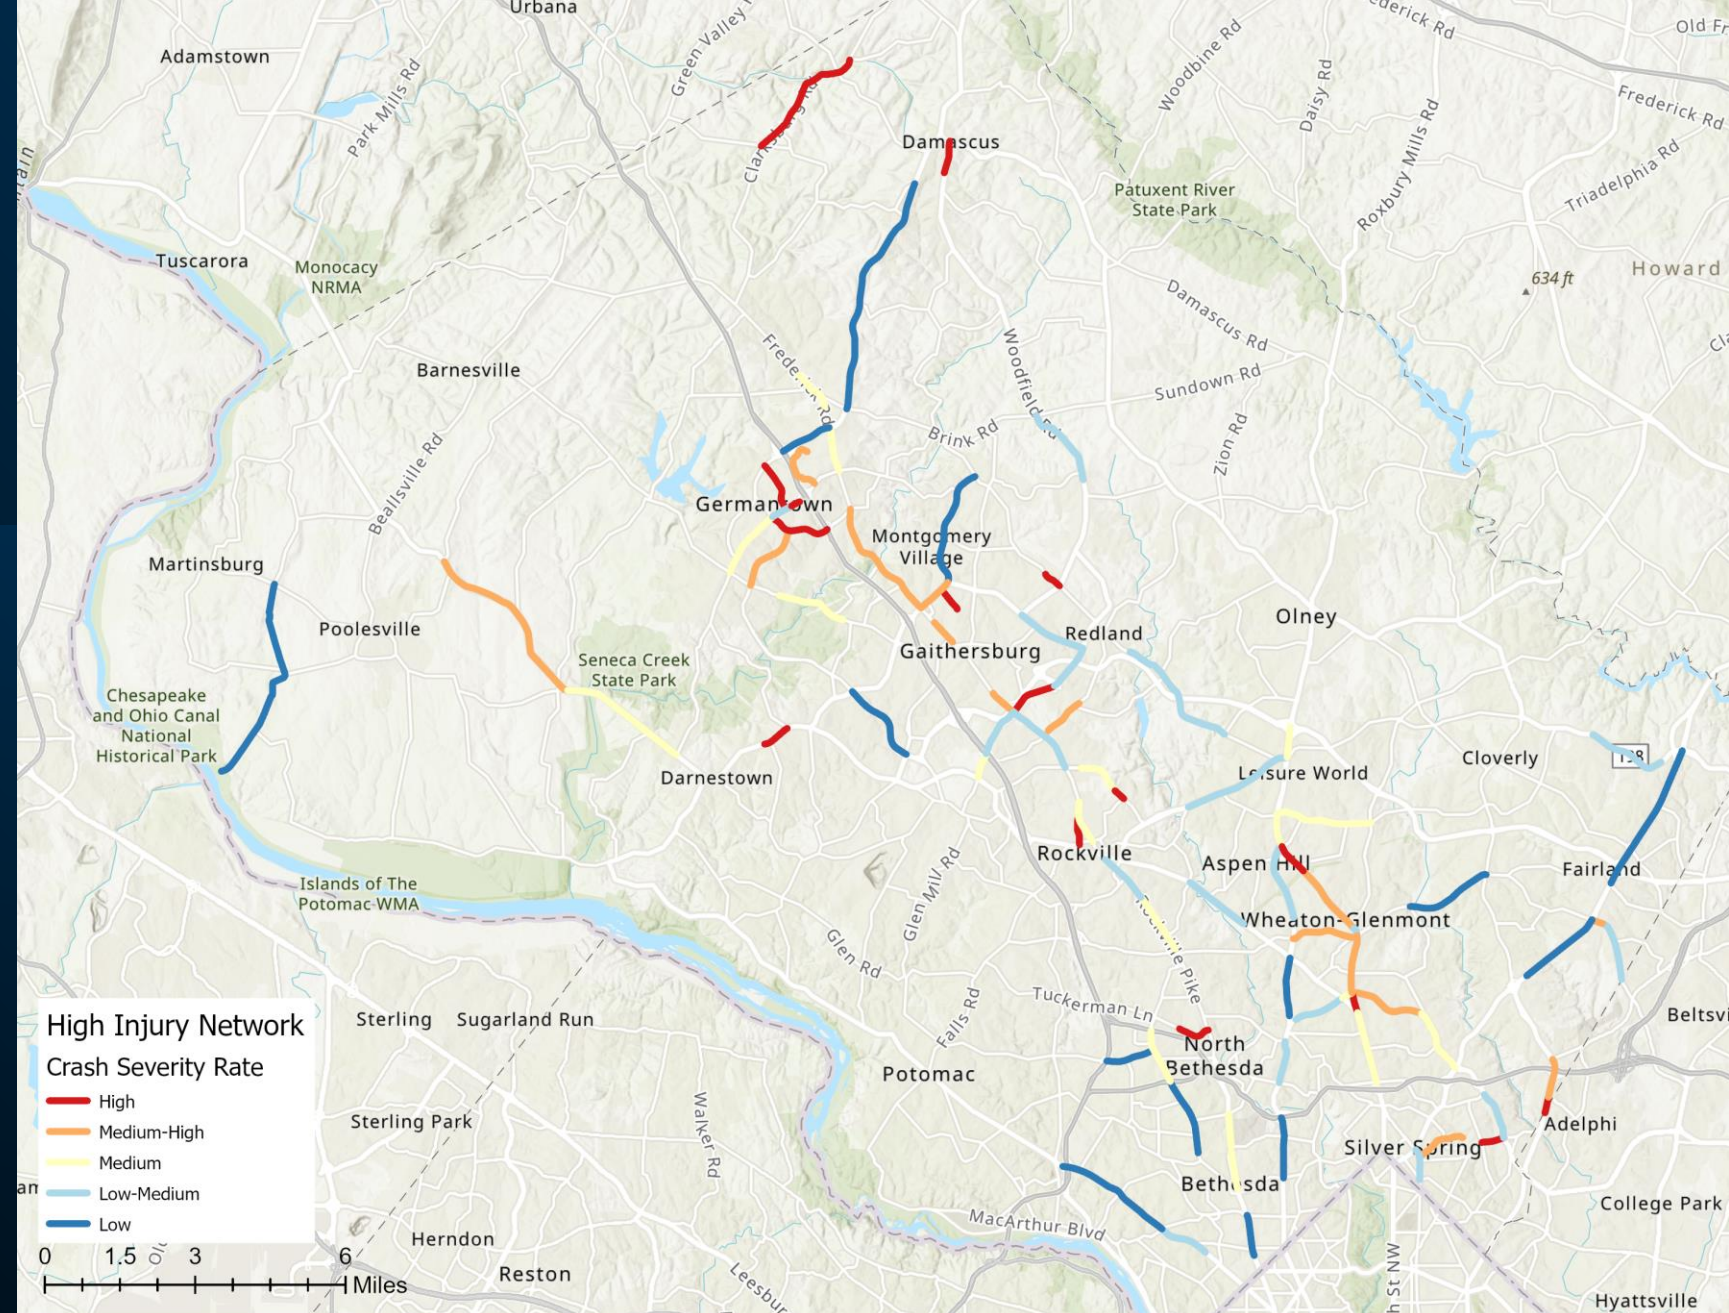 Urbana
Adamstown
Green Valley
Park Mills Rd
Woodbine Rd
Daisy Rd
Frederick Rd
Roxbury Mills Rd
Triadelphia Rd
Clarksburg Rd
Damascus
Patuxent River
State Park
Tuscarora
Monocacy
NRMA
634 ft
Howard
Damascus Rd
Barnesville
Frederick Rd
Woodfield Rd
Sundown Rd
Brink Rd
Zion Rd
Beallsville Rd
Germantown
Montgomery
Village
Martinsburg
Poolesville
Olney
Redland
Gaithersburg
Seneca Creek
State Park
Chesapeake
and Ohio Canal
National
Historical Park
Darnestown
Leisure World
Cloverly
198
Rockville
Aspen Hill
Fairland
Islands of The
Potomac WMA
Glen Mill Rd
Wheaton-Glenmont
Glen Rd
Rockville Pike
Falls Rd
Tuckerman Ln
Sterling
Sugarland Run
North
Bethesda
Potomac
Beltsvi
High Injury Network
Crash Severity Rate
High
Medium-High
Medium
Low-Medium
Low
Sterling Park
Walker Rd
Silver Spring
Adelphi
Bethesda
College Park
MacArthur Blvd
Herndon
Reston
Leesbur
h St NW
Hyattsville
0 1.5 3 6
Miles